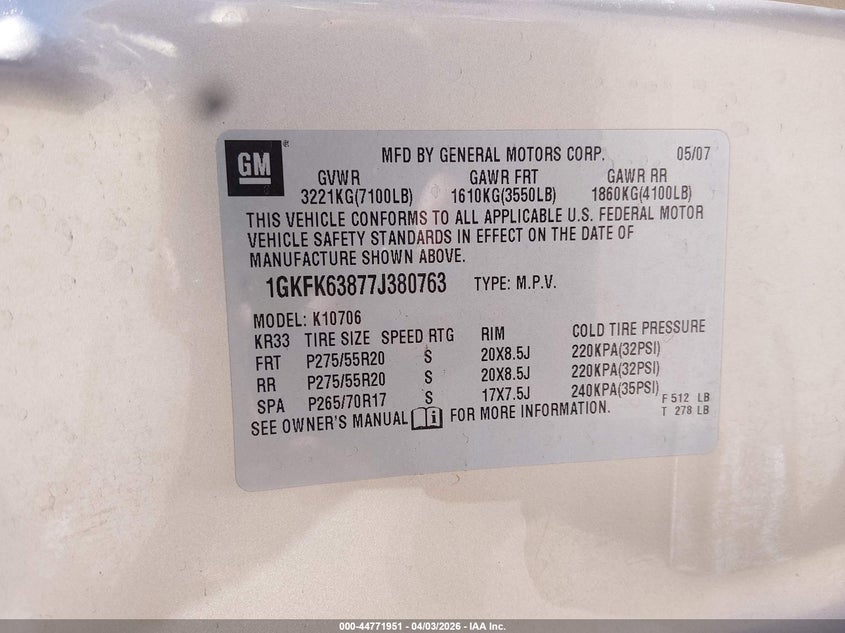 GM
®
MFD BY GENERAL MOTORS CORP. 05/07
GVWR GAWR FRT GAWR RR
3221KG(7100LB) 1610KG(3550LB) 1860KG(4100LB)
THIS VEHICLE CONFORMS TO ALL APPLICABLE U.S. FEDERAL MOTOR
VEHICLE SAFETY STANDARDS IN EFFECT ON THE DATE OF
MANUFACTURE SHOWN ABOVE.
1GKFK63877J380763 TYPE: M.P.V.
MODEL: K10706
KR33 TIRE SIZE SPEED RTG RIM COLD TIRE PRESSURE
FRT P275/55R20 S 20X8.5J 220KPA(32PSI)
RR P275/55R20 S 20X8.5J 220KPA(32PSI)
SPA P265/70R17 S 17X7.5J 240KPA(35PSI)
F 512 LB
SEE OWNER'S MANUAL FOR MORE INFORMATION.
T 278 LB
000-44771951 | 04/03/2026 - IAA Inc.